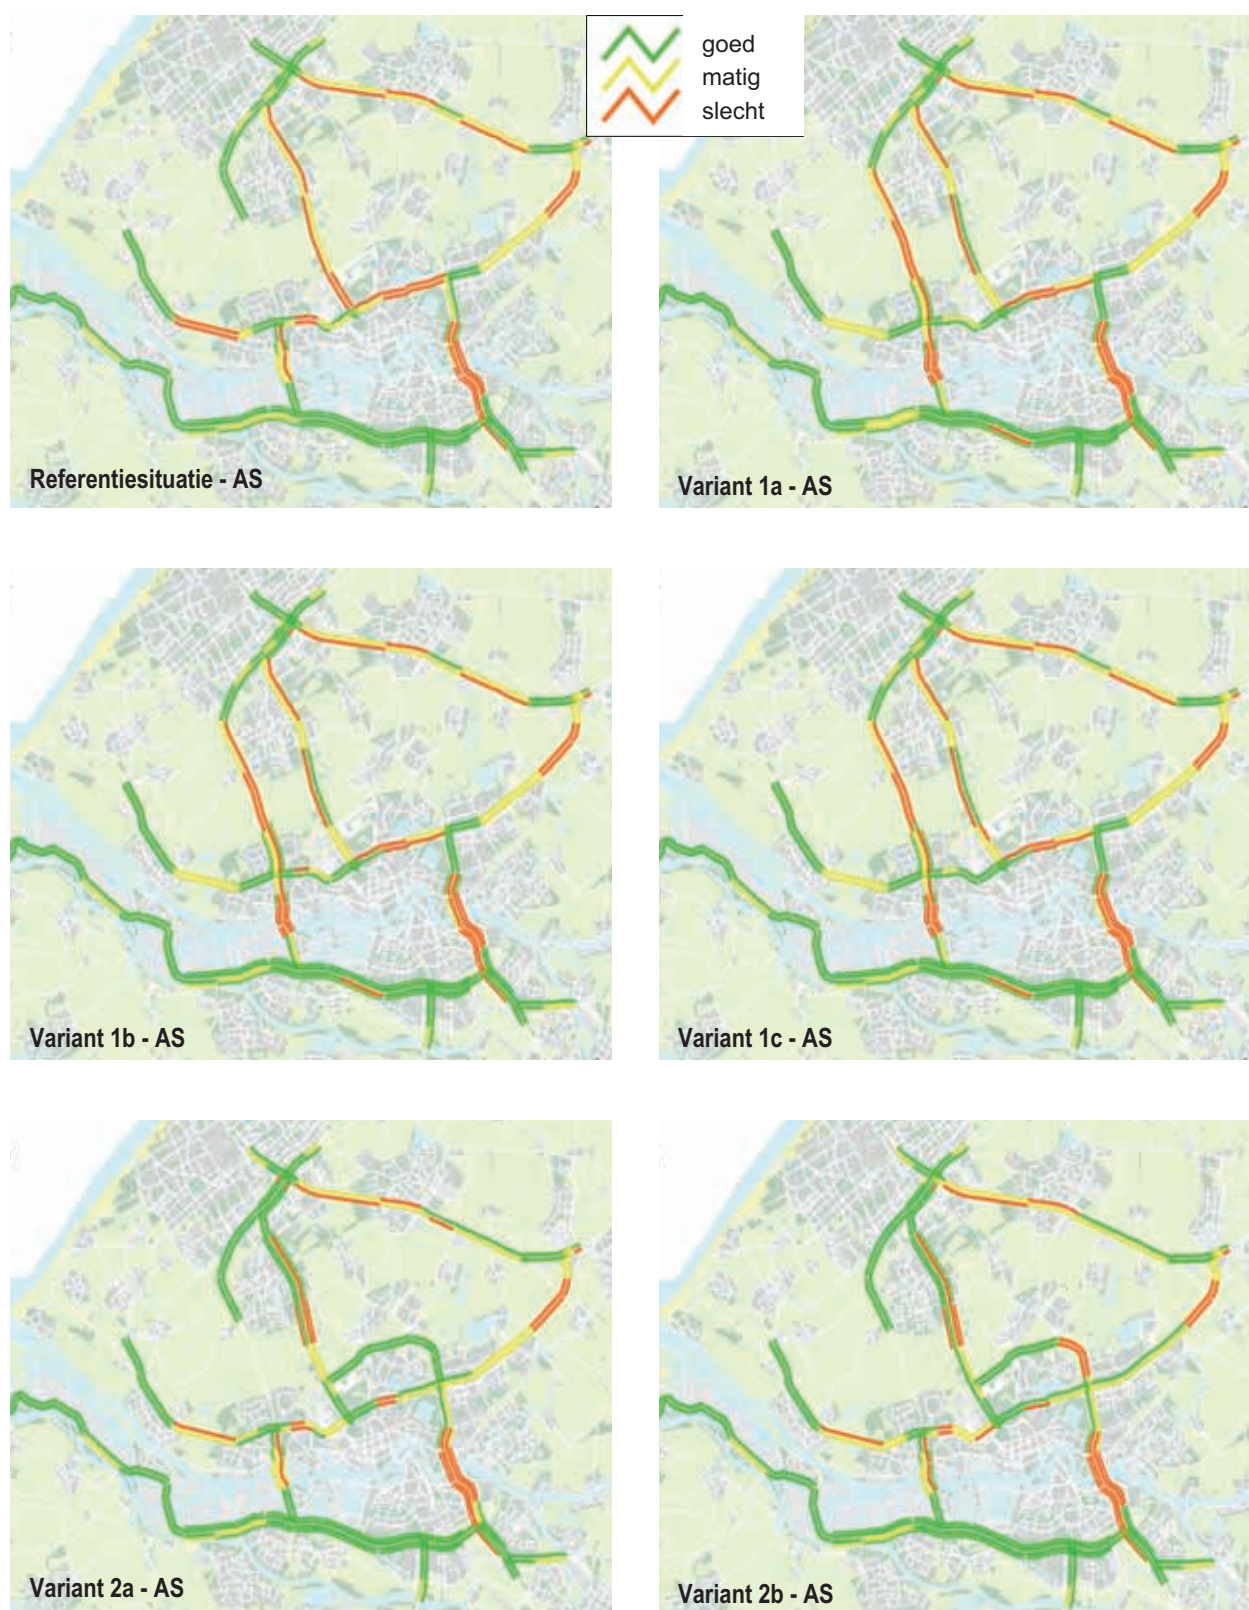 goed
matig
slecht
Referentiesituatie - AS
Variant 1a - AS
Variant 1b - AS
Variant 1c - AS
Variant 2a - AS
Variant 2b - AS